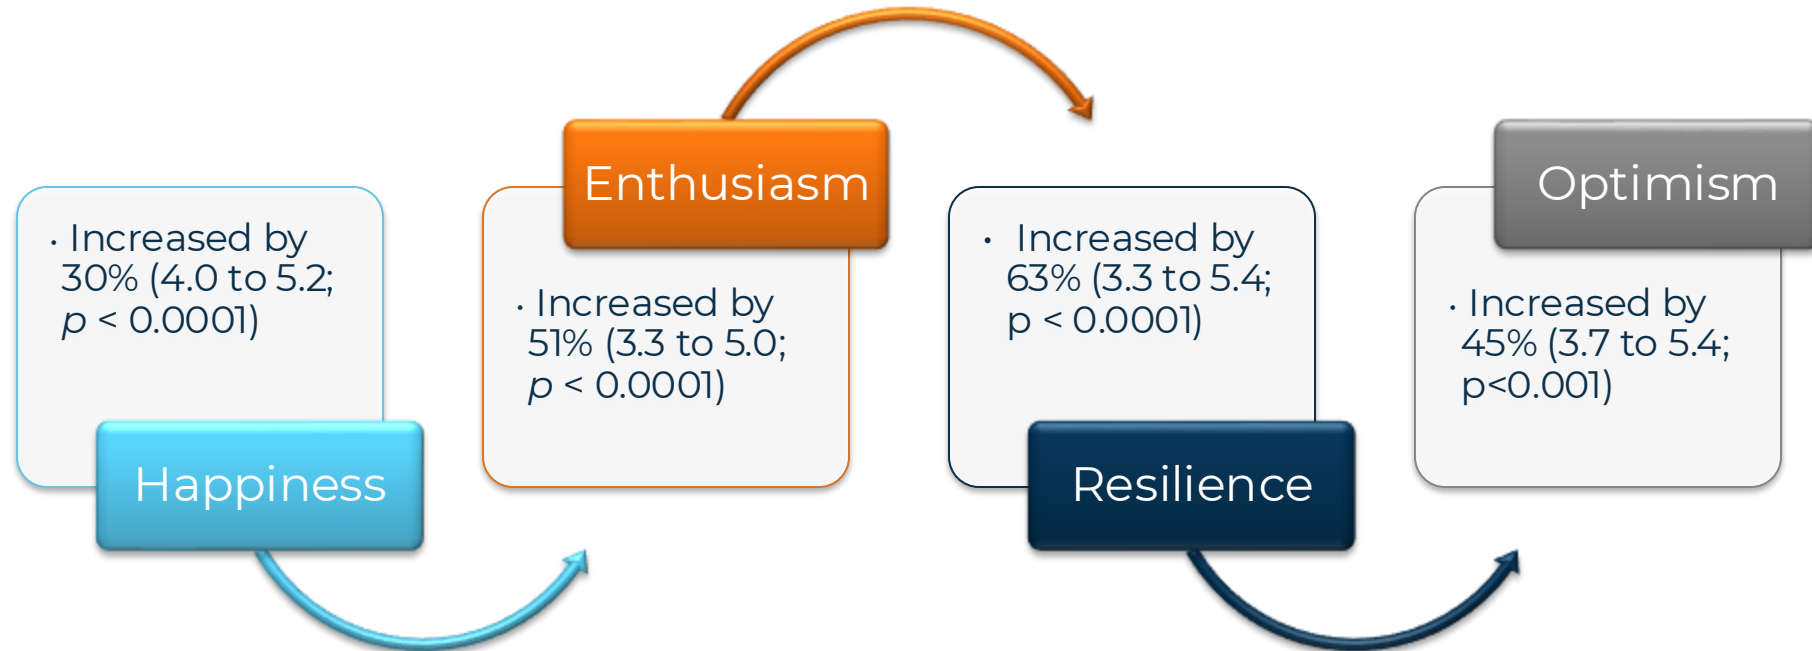 · Increased by
30% (4.0 to 5.2;
p < 0.0001)
Happiness
Enthusiasm
· Increased by
51% (3.3 to 5.0;
p < 0.0001)
· Increased by
63% (3.3 to 5.4;
p < 0.0001)
Resilience
Optimism
· Increased by
45% (3.7 to 5.4;
p<0.001)